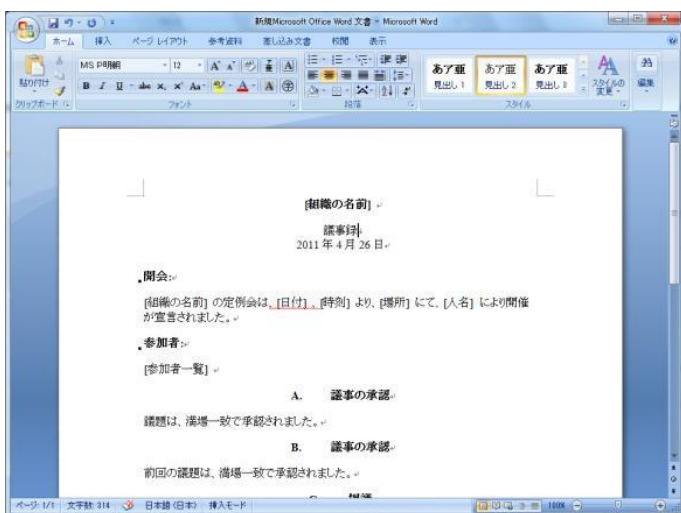 新規Microsoft Office Word 文書 - Microsoft Word
ホーム 挿入 ページ レイアウト 参考資料 差し込み文書 校閲 表示
MS P明朝 12
貼り付け
B I U abc x₂ x² Aa
あア亜 あア亜 あア亜
見出し 1 見出し 2 見出し 3
スタイルの変更
編集
クリップボード フォント 段落 スタイル
[組織の名前]
議事録
2011 年 4 月 26 日
開会:
[組織の名前] の定例会は、[日付] 、[時刻] より、[場所] にて、[人名] により開催
が宣言されました。
参加者:
[参加者一覧]
A. 議事の承認
議題は、満場一致で承認されました。
B. 議事の承認
前回の議題は、満場一致で承認されました。
ページ: 1/1 文字数: 314 日本語 (日本) 挿入モード 100%